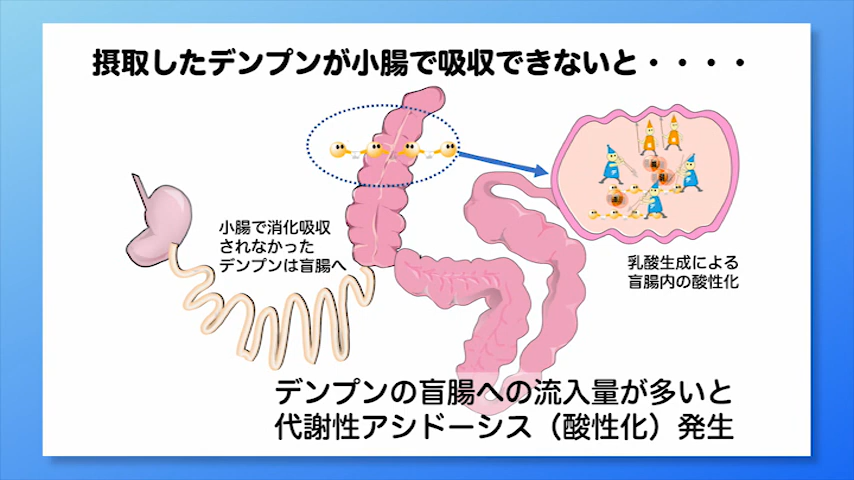 摂取したデンプンが小腸で吸収できないと・・・・
小腸で消化吸収
されなかった
デンプンは盲腸へ
乳酸生成による
盲腸内の酸性化
デンプンの盲腸への流入量が多いと
代謝性アシドーシス（酸性化）発生